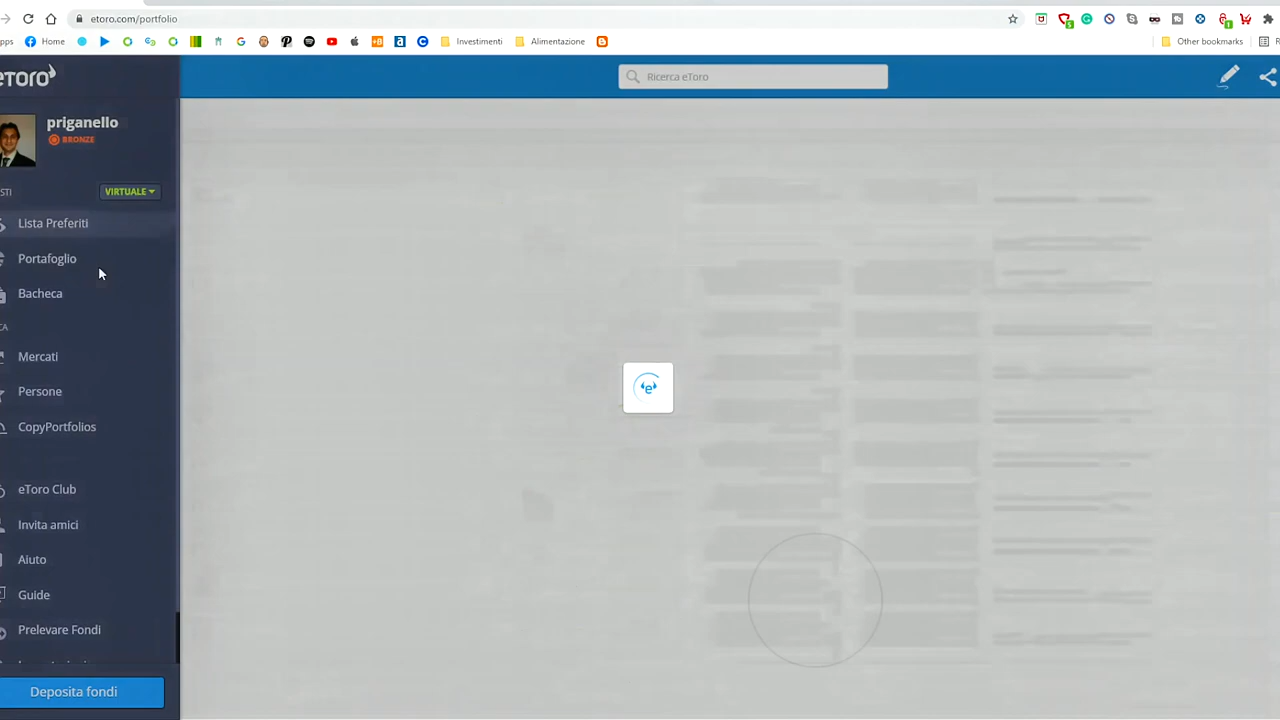 etoro.com/portfolio
Home
Investimenti
Alimentazione
Other bookmarks
eToro
Ricerca eToro
priganello
BRONZE
VIRTUALE
Lista Preferiti
Portafoglio
Bacheca
Mercati
Persone
CopyPortfolios
eToro Club
Invita amici
Aiuto
Guide
Prelevare Fondi
Deposita fondi